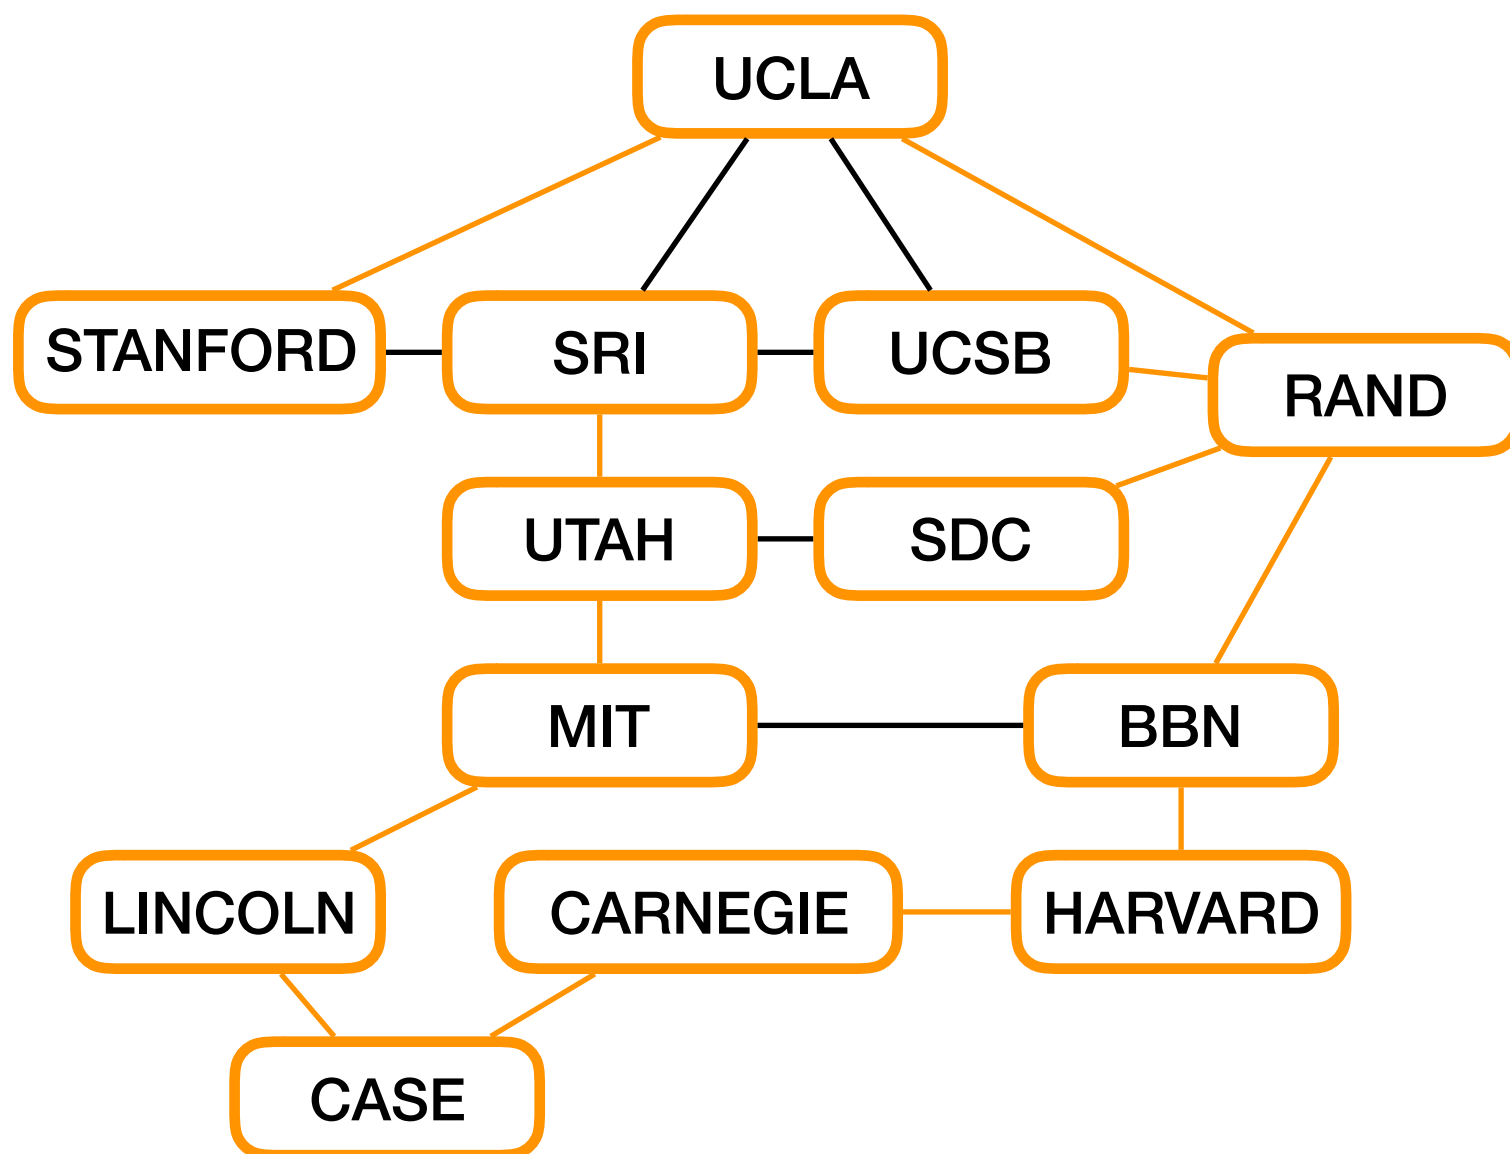 UCLA
STANFORD
SRI
UCSB
RAND
UTAH
SDC
MIT
BBN
LINCOLN
CARNEGIE
HARVARD
CASE